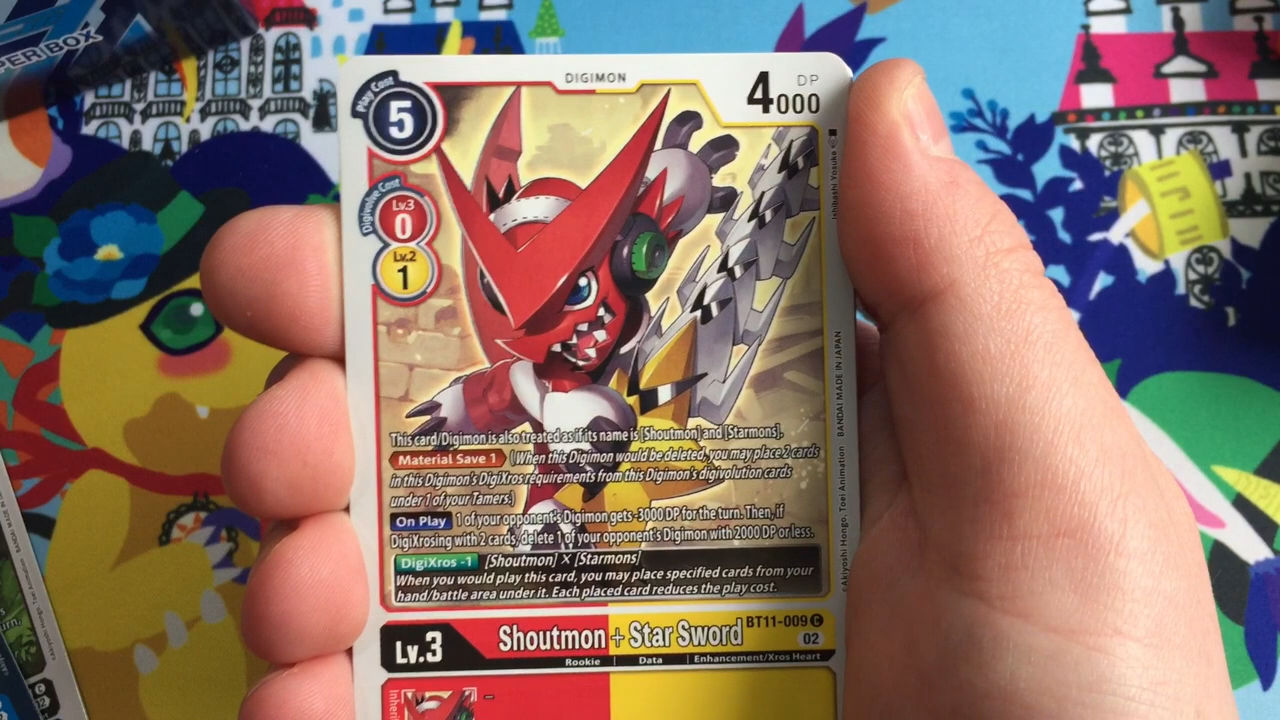 PER BOX
DIGIMON
Play Cost
5
4000
DP
Digivolve Cost
Lv.3
0
Lv.2
1
Ishibashi Yosuke
BANDAI MADE IN JAPAN
©Akiyoshi Hongo, Toei Animation
This card/Digimon is also treated as if its name is [Shoutmon] and [Starmons].
Material Save 1 (When this Digimon would be deleted, you may place 2 cards
in this Digimon's DigiXros requirements from this Digimon's digivolution cards
under 1 of your Tamers.)
On Play 1 of your opponent's Digimon gets -3000 DP for the turn. Then, if
DigiXrosing with 2 cards, delete 1 of your opponent's Digimon with 2000 DP or less.
DigiXros -1 [Shoutmon] × [Starmons]
When you would play this card, you may place specified cards from your
hand/battle area under it. Each placed card reduces the play cost.
Lv.3
Shoutmon + Star Sword
BT11-009 C
02
Rookie | Data | Enhancement/Xros Heart
Inheri
-
urn.